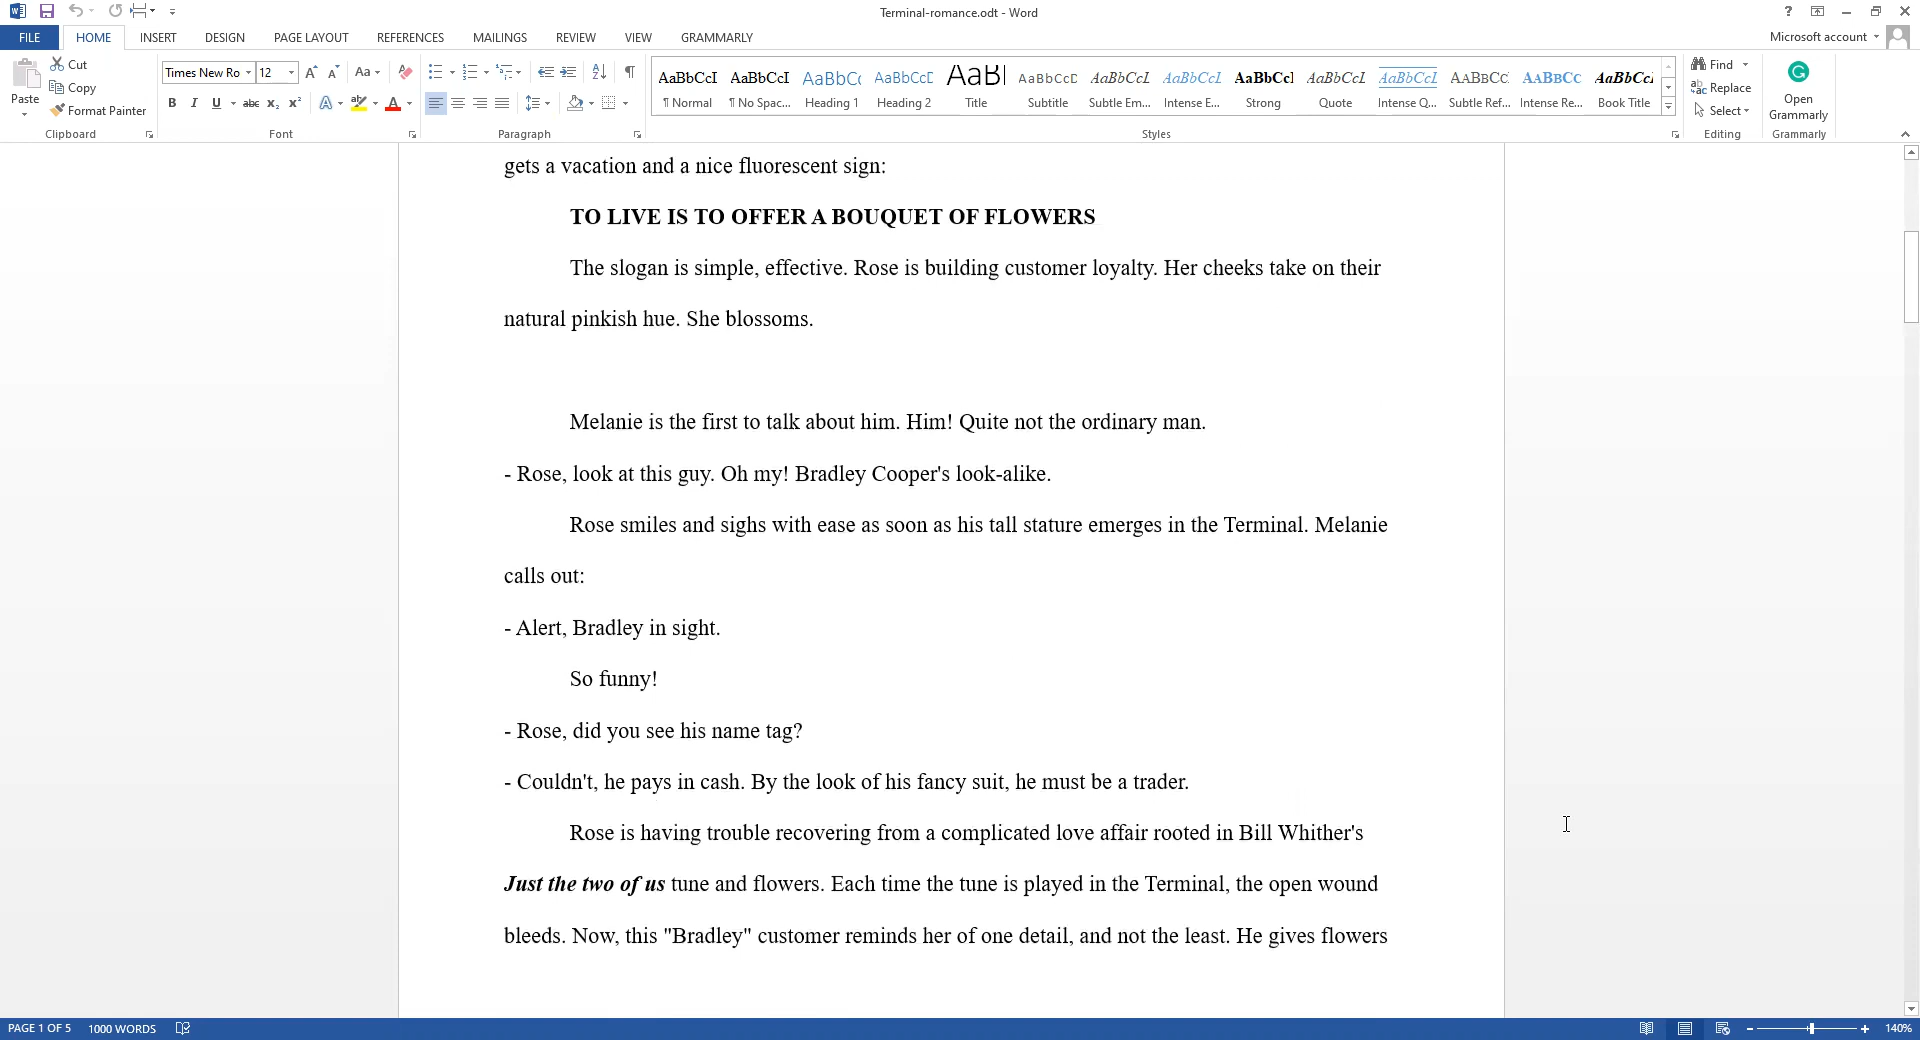 Terminal-romance.odt - Word
FILE HOME INSERT DESIGN PAGE LAYOUT REFERENCES MAILINGS REVIEW VIEW GRAMMARLY Microsoft account
Paste Cut Copy Format Painter
Times New Ro 12 Aa
AaBbCcI AaBbCcI AaBbCc AaBbCcE AaBl AaBbCcD AaBbCcL AaBbCcL AaBbCcI AaBbCcL AaBbCcL AaBbCc AaBbCc AaBbCc
¶ Normal ¶ No Spac... Heading 1 Heading 2 Title Subtitle Subtle Em... Intense E... Strong Quote Intense Q... Subtle Ref... Intense Re... Book Title
Find Replace Select
Open Grammarly
Clipboard Font Paragraph Styles Editing Grammarly
gets a vacation and a nice fluorescent sign:
TO LIVE IS TO OFFER A BOUQUET OF FLOWERS
The slogan is simple, effective. Rose is building customer loyalty. Her cheeks take on their
natural pinkish hue. She blossoms.
Melanie is the first to talk about him. Him! Quite not the ordinary man.
- Rose, look at this guy. Oh my! Bradley Cooper's look-alike.
Rose smiles and sighs with ease as soon as his tall stature emerges in the Terminal. Melanie
calls out:
- Alert, Bradley in sight.
So funny!
- Rose, did you see his name tag?
- Couldn't, he pays in cash. By the look of his fancy suit, he must be a trader.
Rose is having trouble recovering from a complicated love affair rooted in Bill Whither's
Just the two of us tune and flowers. Each time the tune is played in the Terminal, the open wound
bleeds. Now, this "Bradley" customer reminds her of one detail, and not the least. He gives flowers
PAGE 1 OF 5 1000 WORDS 140%